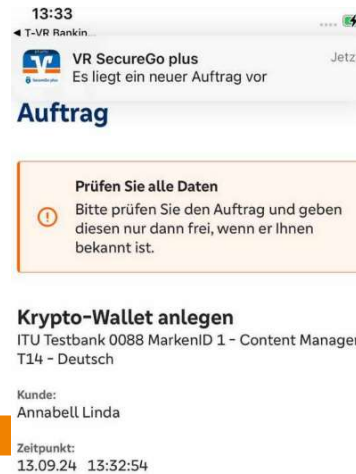 13:33
◀ T-VR Bankin...
VR SecureGo plus
Jetz
Es liegt ein neuer Auftrag vor
Auftrag
Prüfen Sie alle Daten
Bitte prüfen Sie den Auftrag und geben
diesen nur dann frei, wenn er Ihnen
bekannt ist.
Krypto-Wallet anlegen
ITU Testbank 0088 MarkenID 1 - Content Manager
T14 - Deutsch
Kunde:
Annabell Linda
Zeitpunkt:
13.09.24 13:32:54